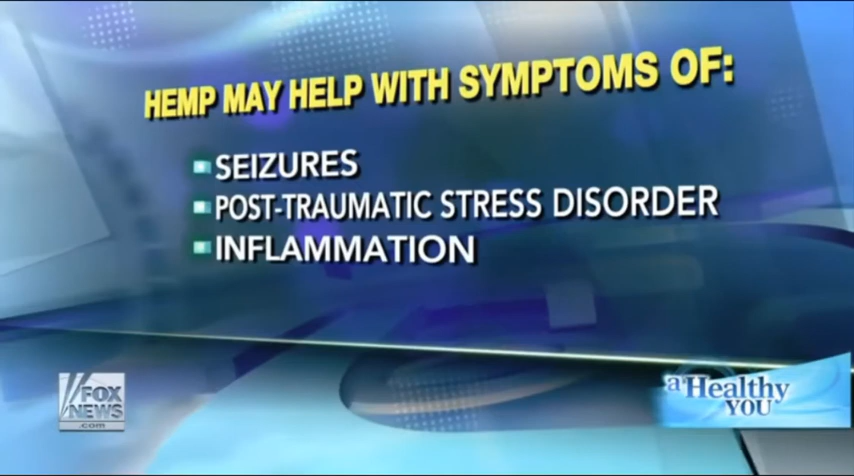 HEMP MAY HELP WITH SYMPTOMS OF:
SEIZURES
POST-TRAUMATIC STRESS DISORDER
INFLAMMATION
FOX
NEWS
.com
a Healthy
YOU